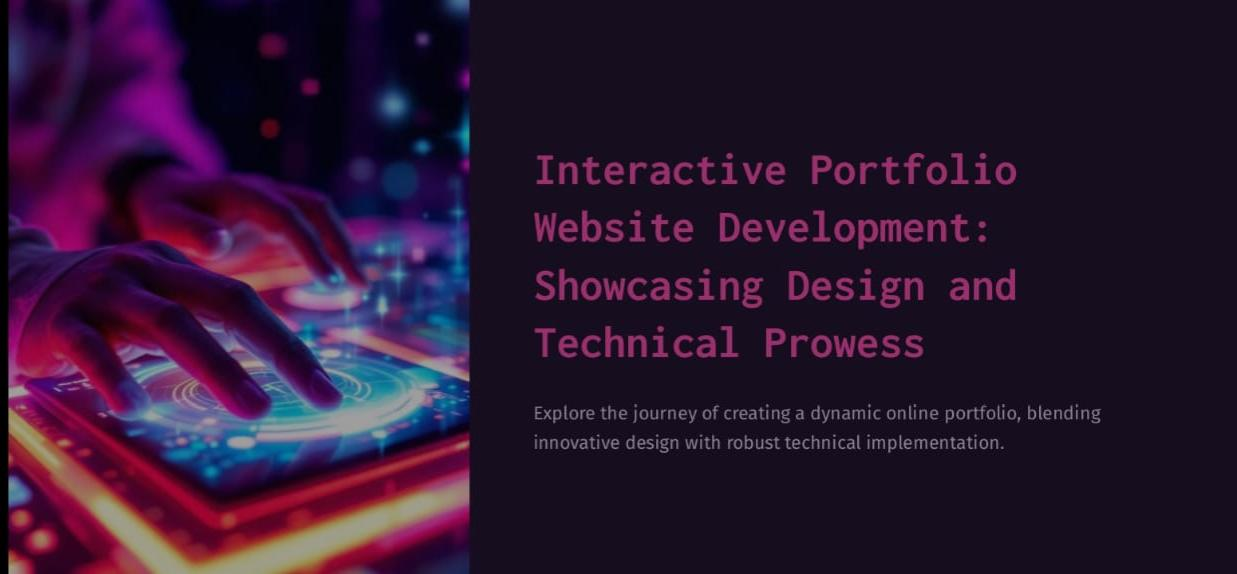 Interactive Portfolio
Website Development:
Showcasing Design and
Technical Prowess
Explore the journey of creating a dynamic online portfolio, blending
innovative design with robust technical implementation.